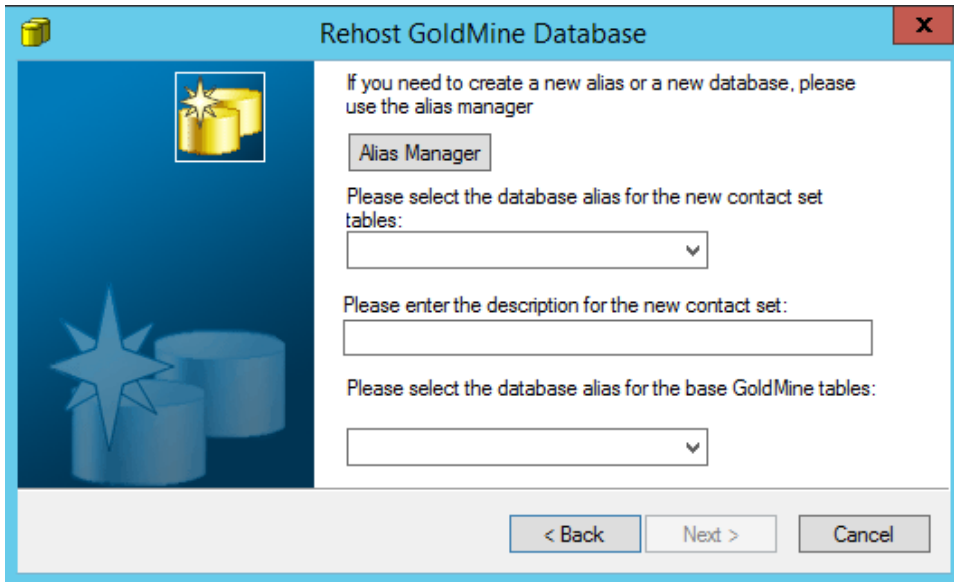 Rehost GoldMine Database
x
If you need to create a new alias or a new database, please
use the alias manager
Alias Manager
Please select the database alias for the new contact set
tables:
Please enter the description for the new contact set:
Please select the database alias for the base GoldMine tables:
< Back
Next >
Cancel